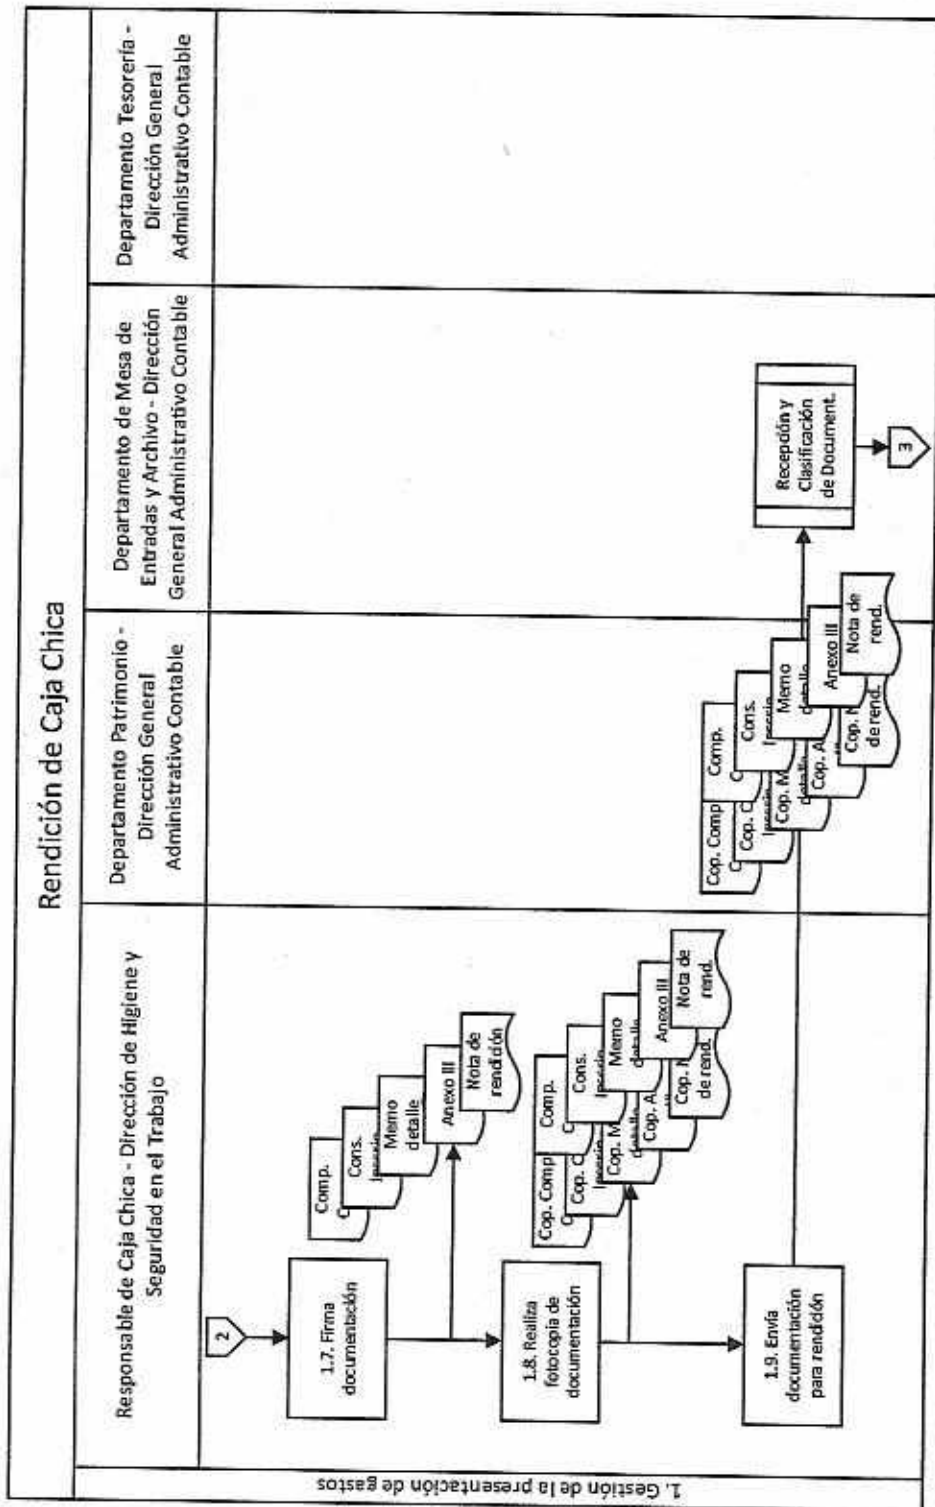 Rendición de Caja Chica
Responsable de Caja Chica - Dirección de Higiene y
Seguridad en el Trabajo
Departamento Patrimonio -
Dirección General
Administrativo Contable
Departamento de Mesa de
Entradas y Archivo - Dirección
General Administrativo Contable
Departamento Tesorería -
Dirección General
Administrativo Contable
1. Gestión de la presentación de gastos
2
1.7. Firma
documentación
Comp.
C
Cons.
Memo
detalle
Anexo III
Nota de
rendición
1.8. Realiza
fotocopia de
documentación
Cop. Comp
C
Comp.
C
Cop. C
Cons.
Cop. M
Memo
detalle
Cop. A
Anexo III
Cop. N
de rend.
Nota de
rend.
1.9. Envía
documentación
para rendición
Cop. Comp
C
Comp.
C
Cop. C
Cons.
Cop. M
Memo
detalle
Cop. A
Anexo III
Cop. N
de rend.
Nota de
rend.
Recepción y
Clasificación
de Document.
3